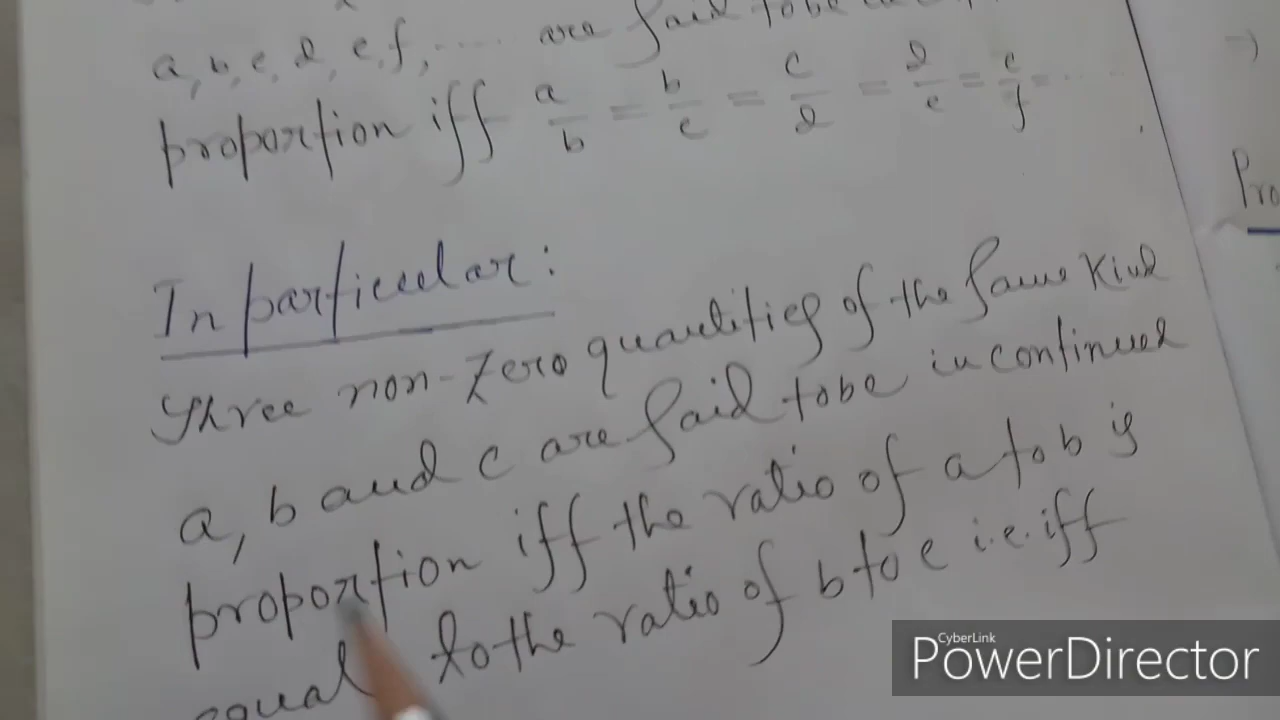 a, b, c, d, e, f, ..... are said to be
proportion iff a/b = b/c = c/d = d/e = e/f = ......
In particular:
Three non-zero quantities of the same kind
a, b and c are said to be in continued
proportion iff the ratio of a to b is
equal to the ratio of b to c i.e. iff
=)
Pro
CyberLink
PowerDirector